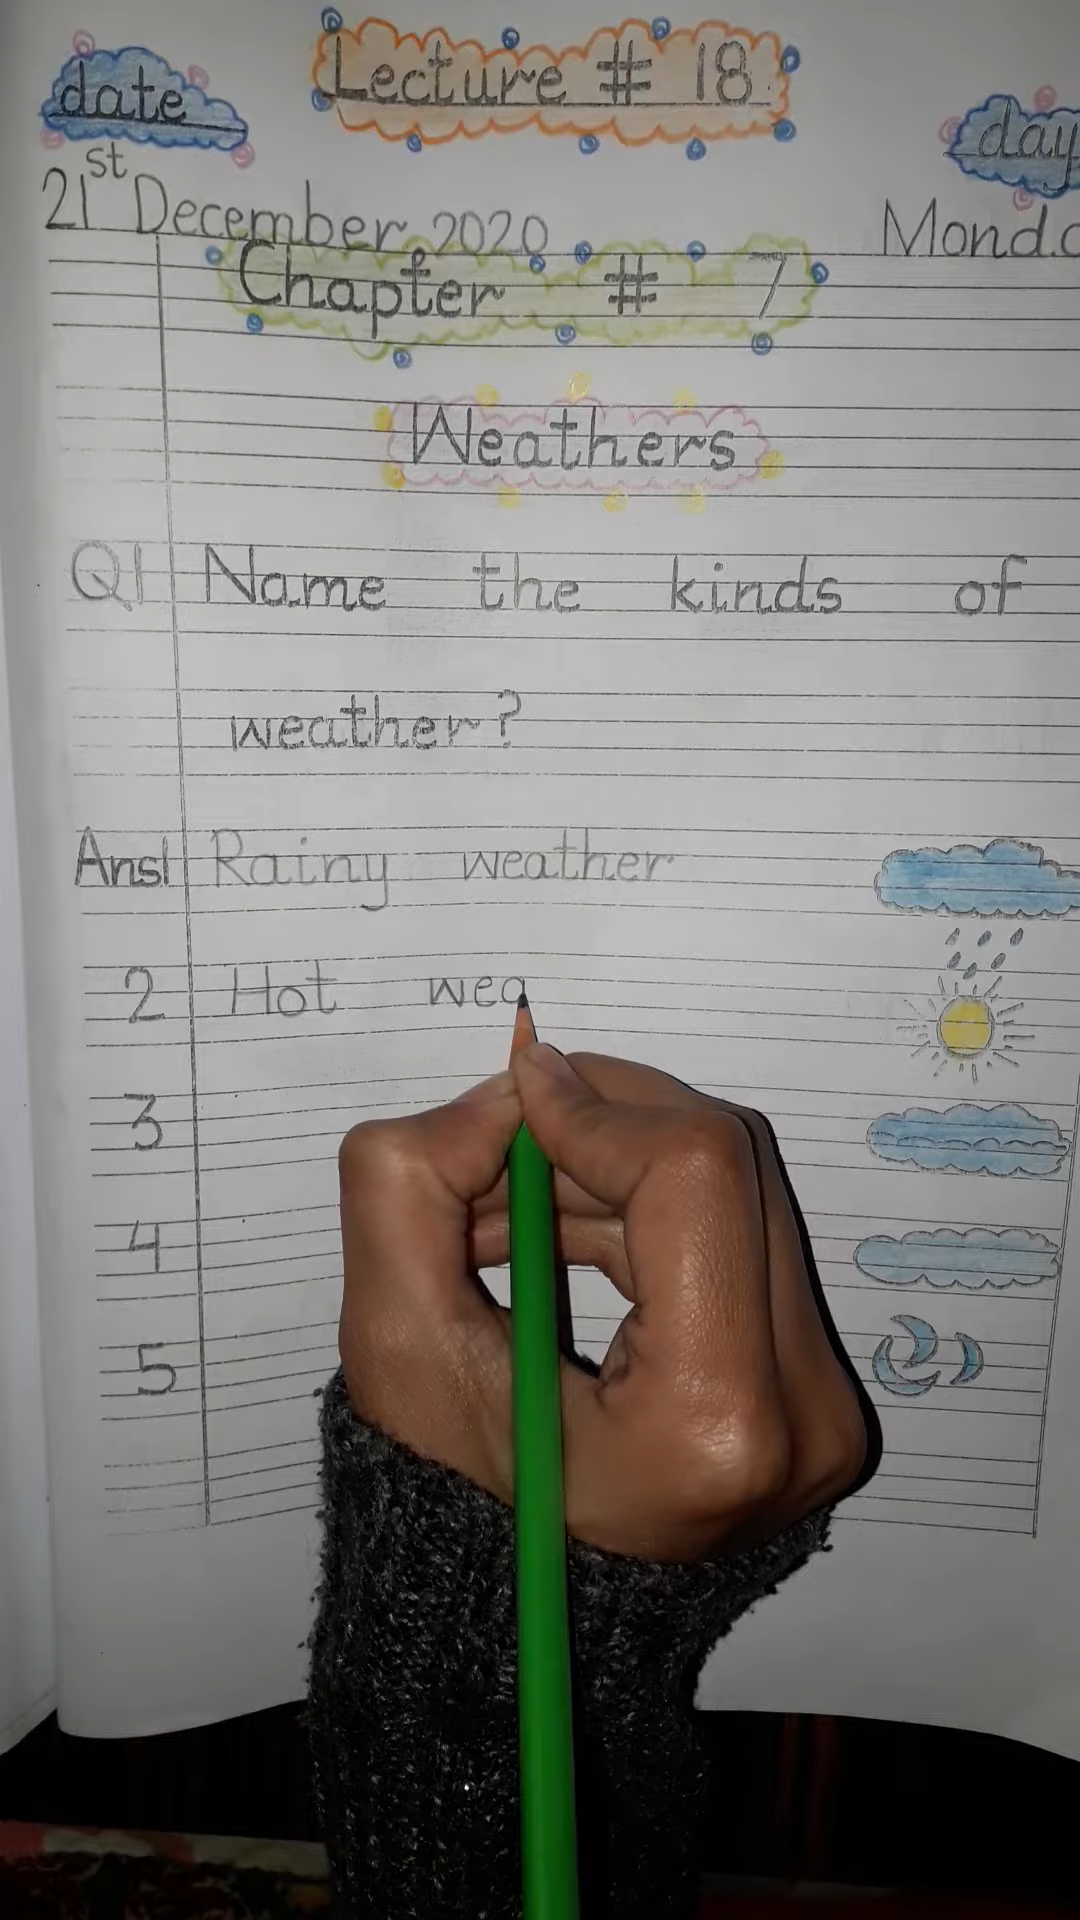 Lecture # 18
date
day
21st December 2020
Chapter # 7
Weathers
Q1 Name the kinds of
weather?
Ans1 Rainy weather
2 Hot wea
3
4
5